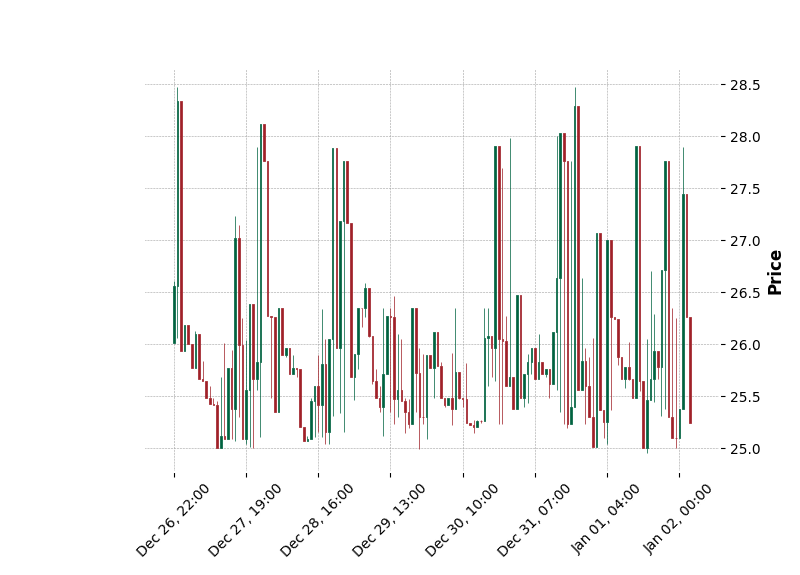 28.5
28.0
27.5
27.0
26.5
26.0
25.5
25.0
Price
Dec 26, 22:00
Dec 27, 19:00
Dec 28, 16:00
Dec 29, 13:00
Dec 30, 10:00
Dec 31, 07:00
Jan 01, 04:00
Jan 02, 00:00